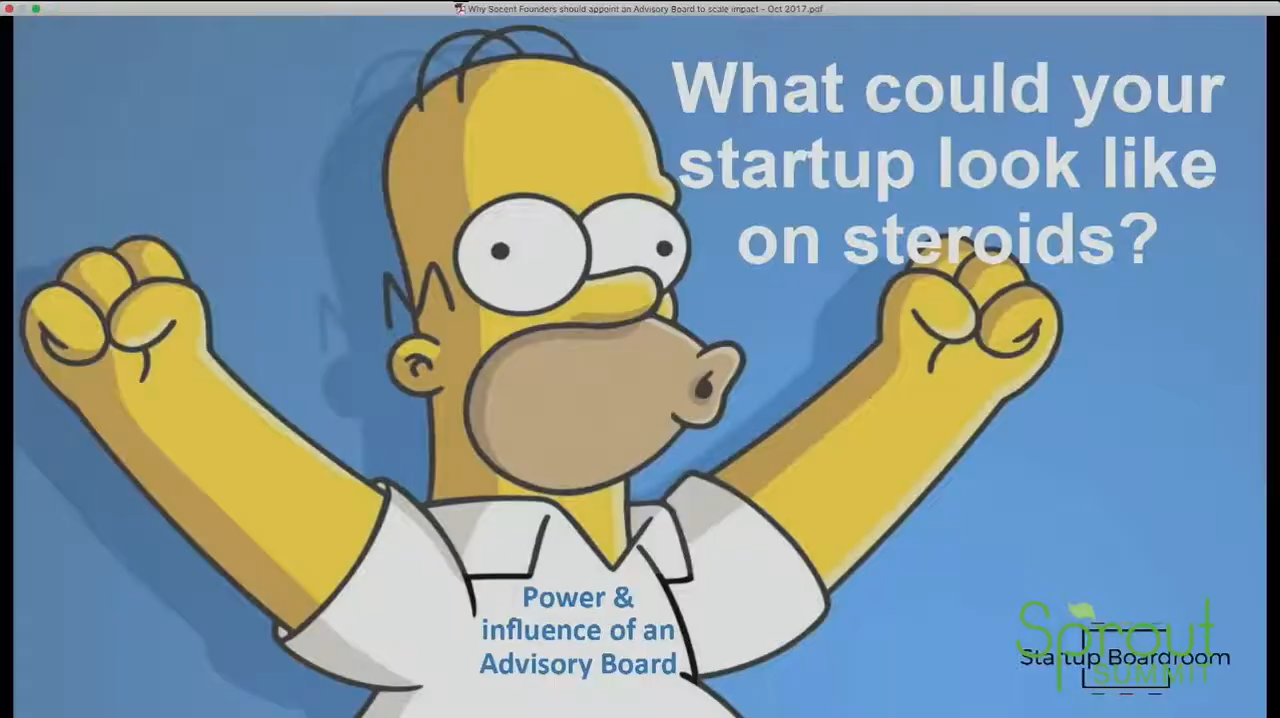 Why Socent Founders should appoint an Advisory Board to scale impact - Oct 2017.pdf
What could your
startup look like
on steroids?
Power &
influence of an
Advisory Board
Sprout
Startup Boardroom
SUMMIT